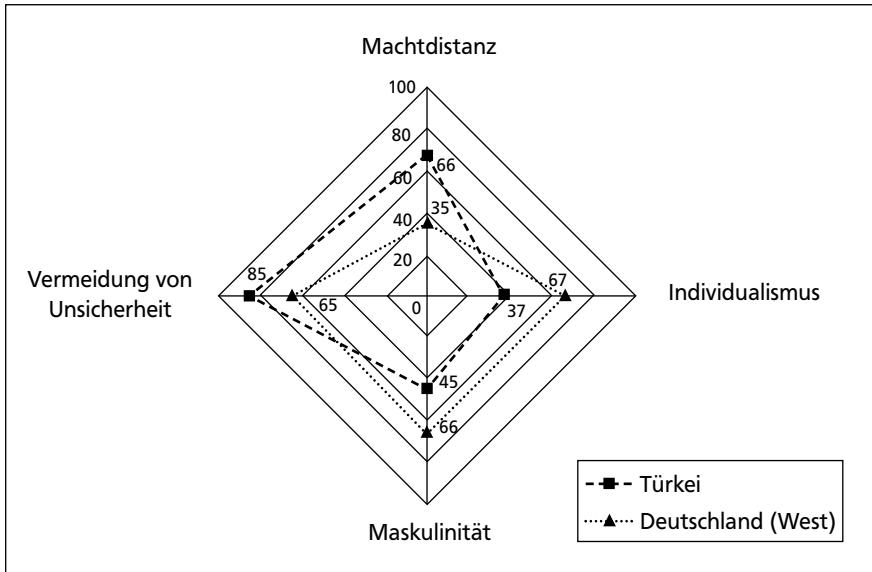 Machtdistanz
100
80
66
60
35
40
20
85
67
Vermeidung von
Unsicherheit
65
0
37
Individualismus
45
66
Maskulinität
Türkei
Deutschland (West)